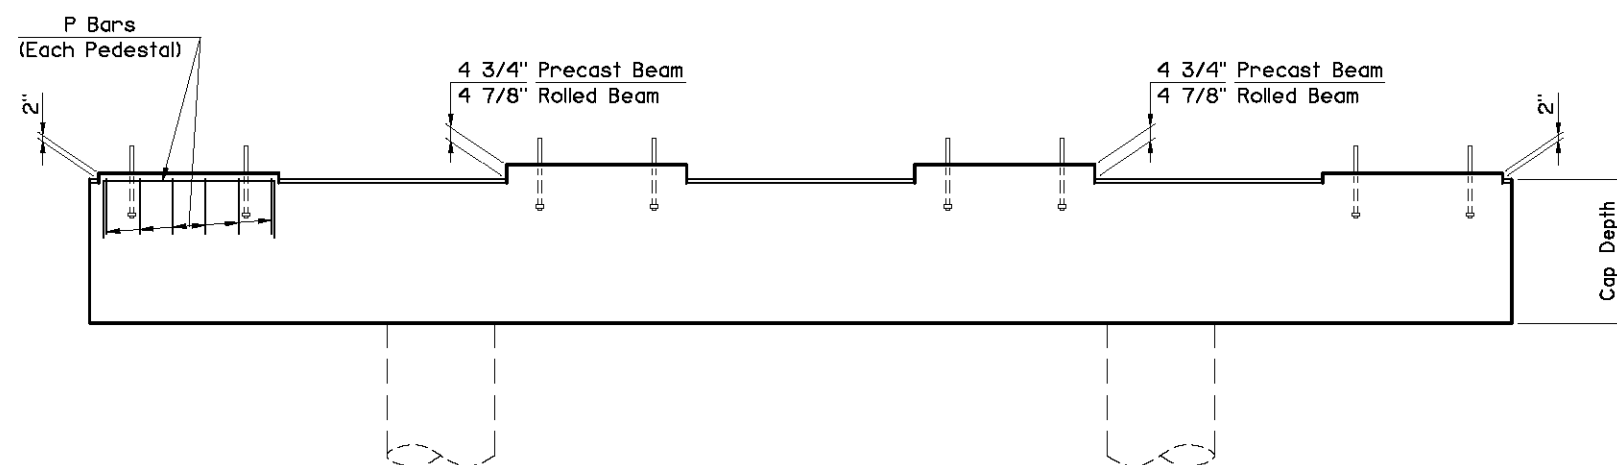 P Bars
(Each Pedestal)
4 3/4" Precast Beam
4 7/8" Rolled Beam
4 3/4" Precast Beam
4 7/8" Rolled Beam
2"
2"
Cap Depth